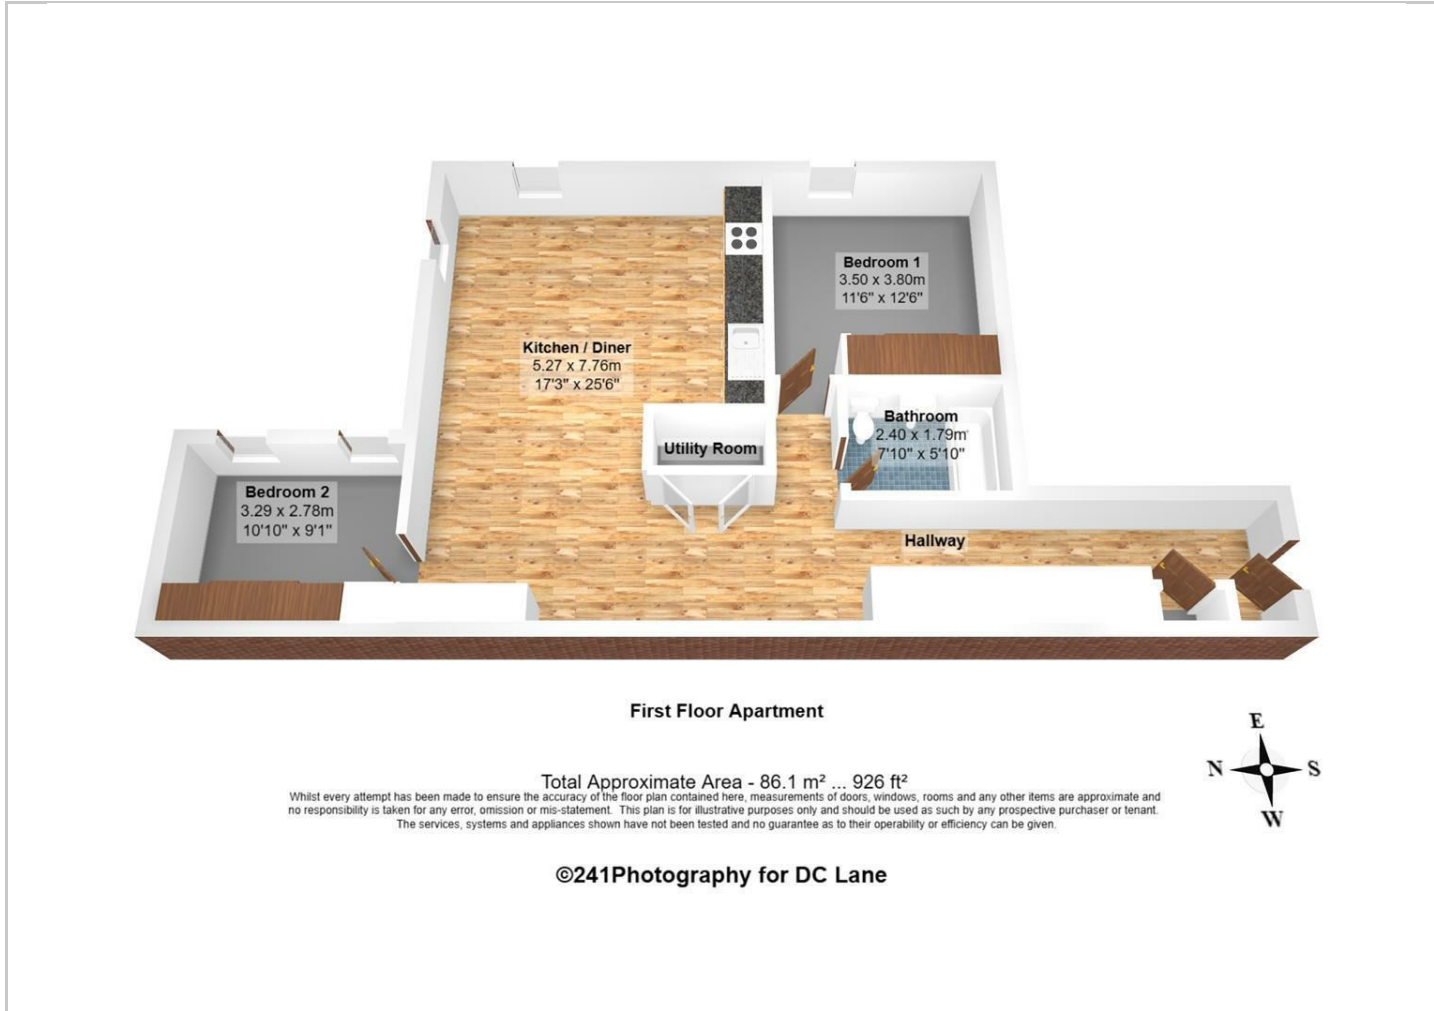 Bedroom 1
3.50 x 3.80m
11'6" x 12'6"
Kitchen / Diner
5.27 x 7.76m
17'3" x 25'6"
Bathroom
2.40 x 1.79m
7'10" x 5'10"
Utility Room
Bedroom 2
3.29 x 2.78m
10'10" x 9'1"
Hallway
First Floor Apartment
E
N S
W
Total Approximate Area - 86.1 m² ... 926 ft²
Whilst every attempt has been made to ensure the accuracy of the floor plan contained here, measurements of doors, windows, rooms and any other items are approximate and
no responsibility is taken for any error, omission or mis-statement. This plan is for illustrative purposes only and should be used as such by any prospective purchaser or tenant.
The services, systems and appliances shown have not been tested and no guarantee as to their operability or efficiency can be given.
©241Photography for DC Lane